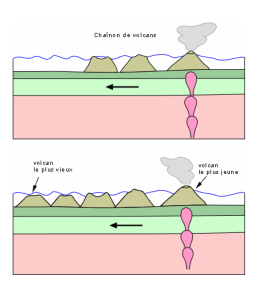 Chaînon de volcans
volcan
le plus vieux
volcan
le plus jeune